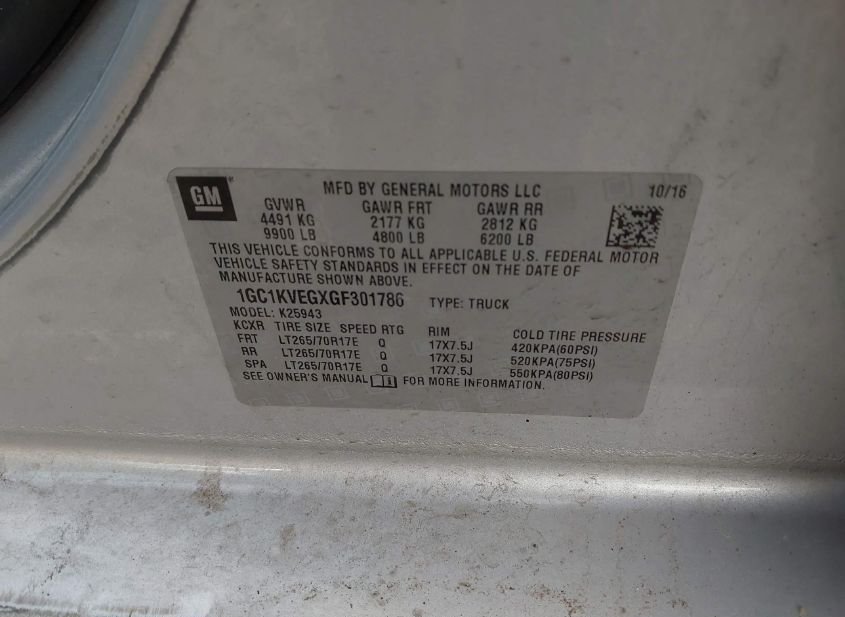 GM
MFD BY GENERAL MOTORS LLC 10/16
GVWR GAWR FRT GAWR RR
4491 KG 2177 KG 2812 KG
9900 LB 4800 LB 6200 LB
THIS VEHICLE CONFORMS TO ALL APPLICABLE U.S. FEDERAL MOTOR
VEHICLE SAFETY STANDARDS IN EFFECT ON THE DATE OF
MANUFACTURE SHOWN ABOVE.
1GC1KVEGXGF301786 TYPE: TRUCK
MODEL: K25943
KCXR TIRE SIZE SPEED RTG RIM COLD TIRE PRESSURE
FRT LT265/70R17E Q 17X7.5J 420KPA(60PSI)
RR LT265/70R17E Q 17X7.5J 520KPA(75PSI)
SPA LT265/70R17E Q 17X7.5J 550KPA(80PSI)
SEE OWNER'S MANUAL FOR MORE INFORMATION.